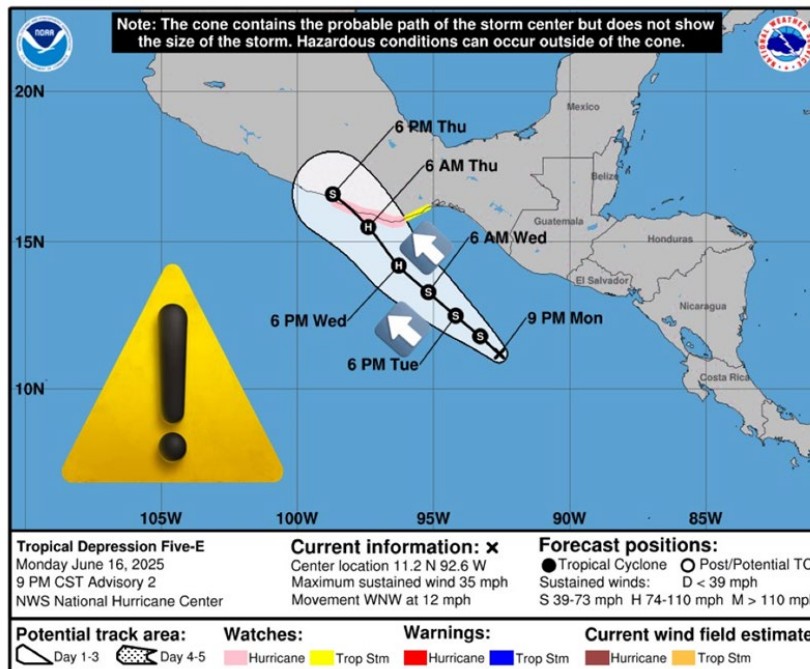 Note: The cone contains the probable path of the storm center but does not show
the size of the storm. Hazardous conditions can occur outside of the cone.
NOAA
20N
Mexico
6 PM Thu
6 AM Thu
Belize
S
H
15N
Guatemala
Honduras
6 AM Wed
H
El Salvador
S
Nicaragua
6 PM Wed
S
9 PM Mon
S
6 PM Tue
10N
Costa Rica
!
105W
100W
95W
90W
85W
Tropical Depression Five-E
Monday June 16, 2025
9 PM CST Advisory 2
NWS National Hurricane Center
Current information: ×
Center location 11.2 N 92.6 W
Maximum sustained wind 35 mph
Movement WNW at 12 mph
Forecast positions:
Tropical Cyclone Post/Potential TC
Sustained winds: D < 39 mph
S 39-73 mph H 74-110 mph M > 110 mph
Potential track area:
Day 1-3 Day 4-5
Watches:
Hurricane Trop Stm
Warnings:
Hurricane Trop Stm
Current wind field estimate
Hurricane Trop Stm